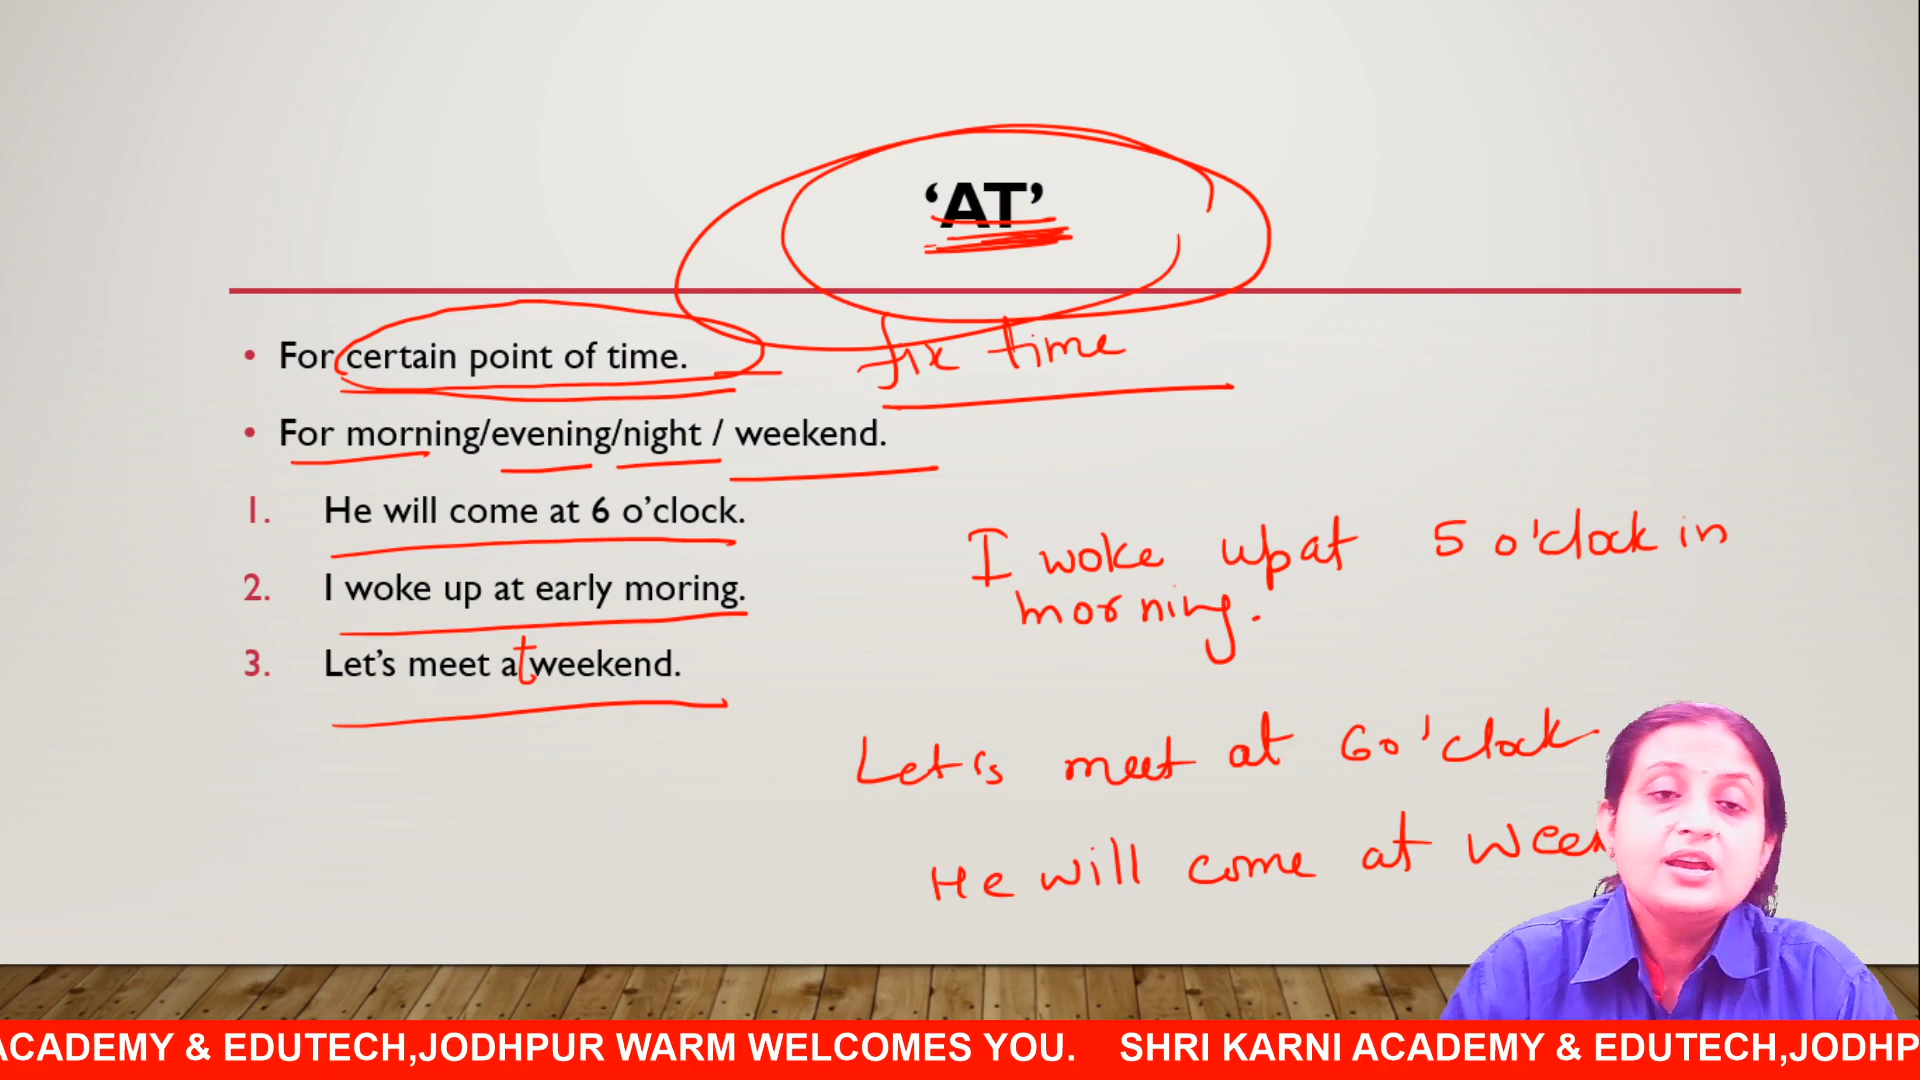 ‘AT’
For certain point of time. fix time
For morning/evening/night / weekend.
1. He will come at 6 o’clock.
I woke up at 5 o'clock in
morning.
2. I woke up at early moring.
3. Let’s meet at weekend.
Let's meet at 6 o'clock
He will come at
ACADEMY & EDUTECH,JODHPUR WARM WELCOMES YOU. SHRI KARNI ACADEMY & EDUTECH,JODHP